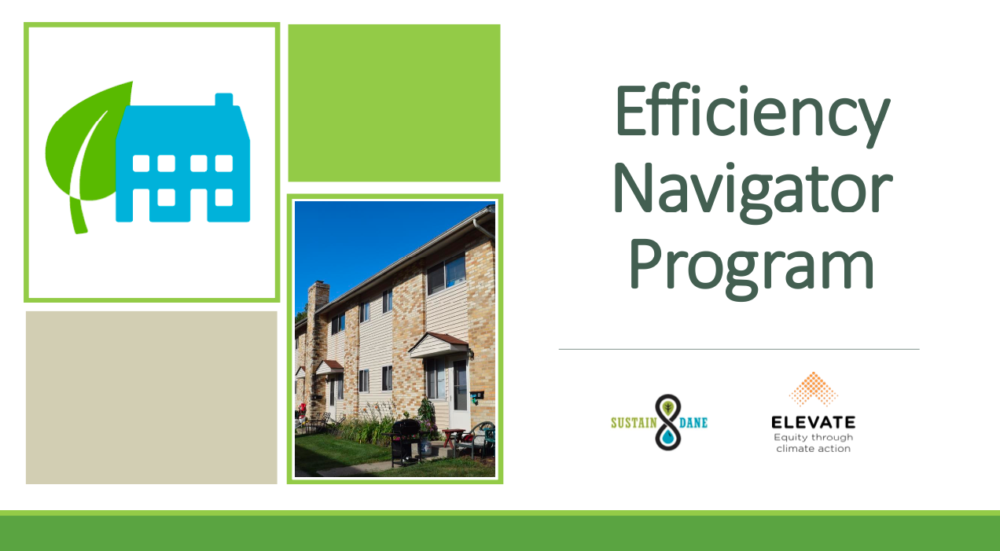 Efficiency
Navigator
Program
SUSTAIN DANE
ELEVATE
Equity through
climate action